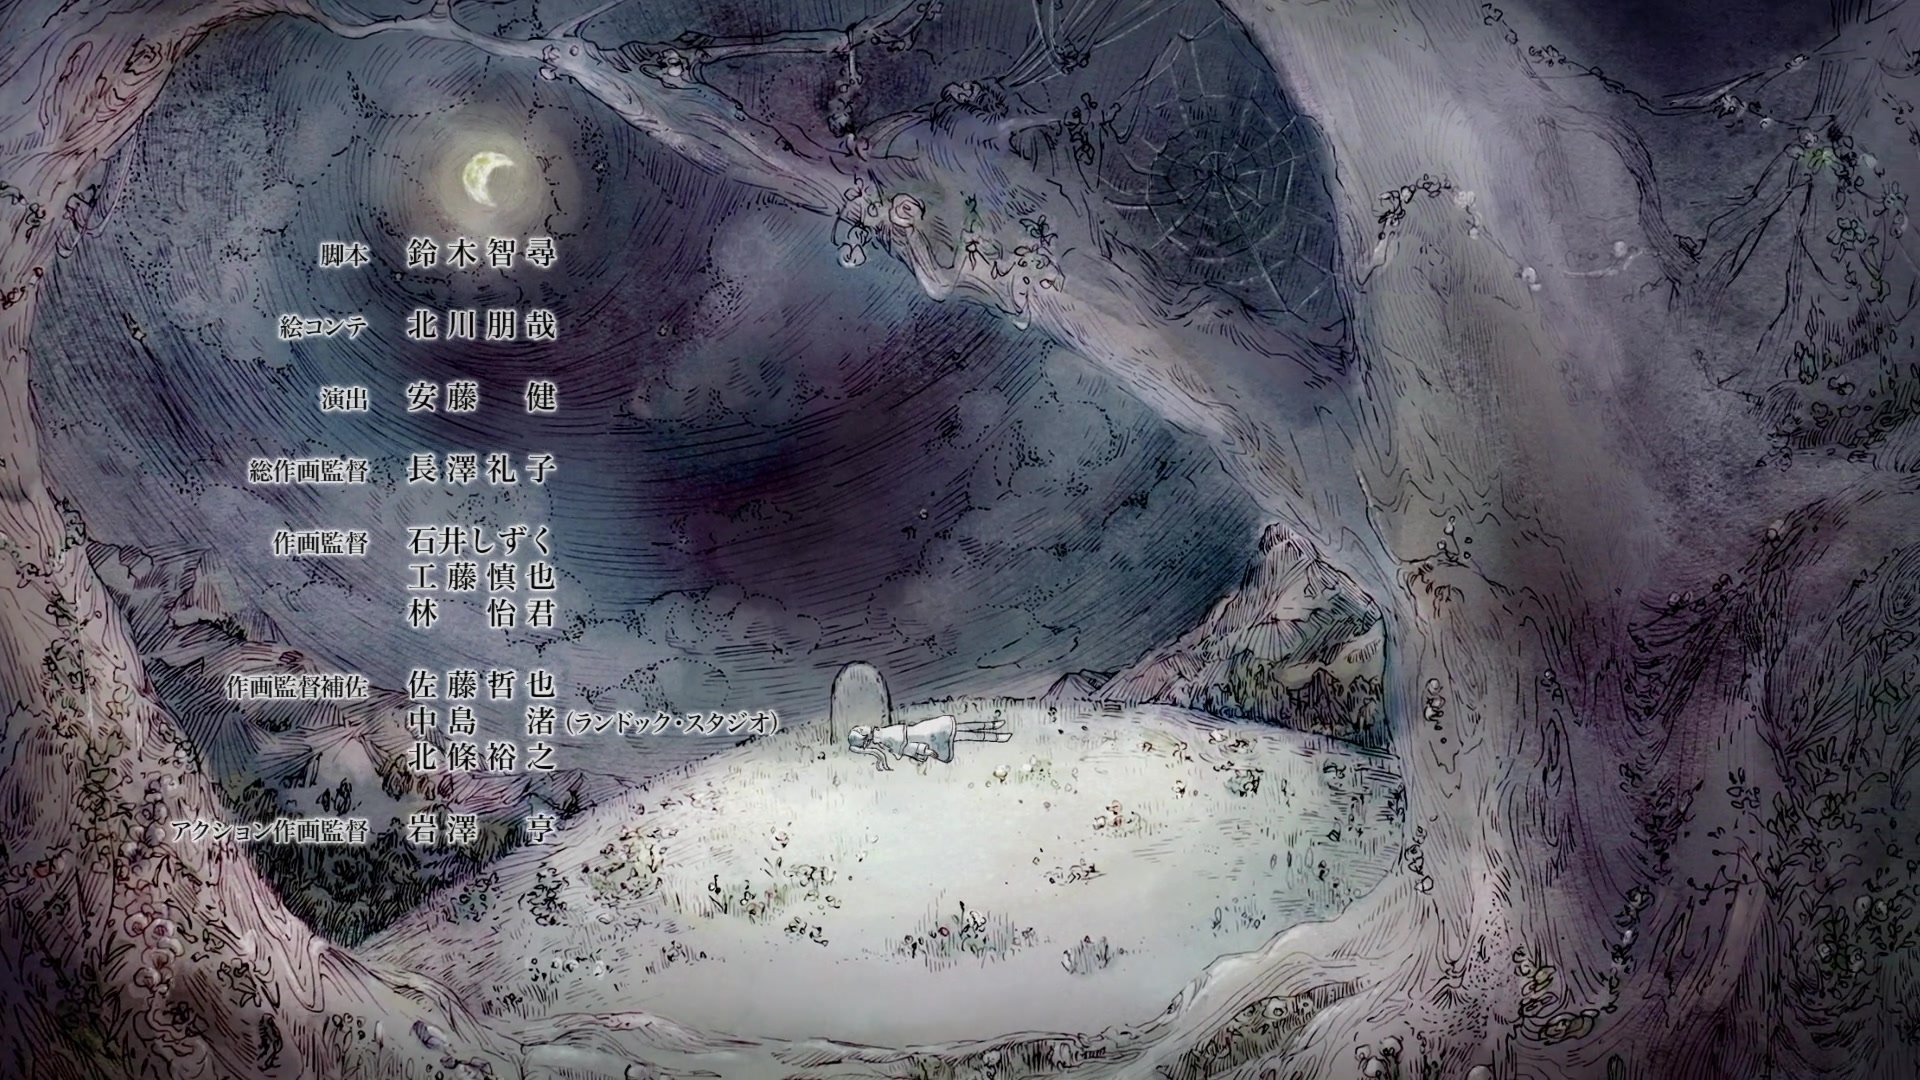 脚本 鈴木智尋
絵コンテ 北川朋哉
演出 安藤 健
総作画監督 長澤礼子
作画監督 石井しずく
工藤慎也
林 怡君
作画監督補佐 佐藤哲也
中島 渚（ランドック・スタジオ）
北條裕之
アクション作画監督 岩澤 亨